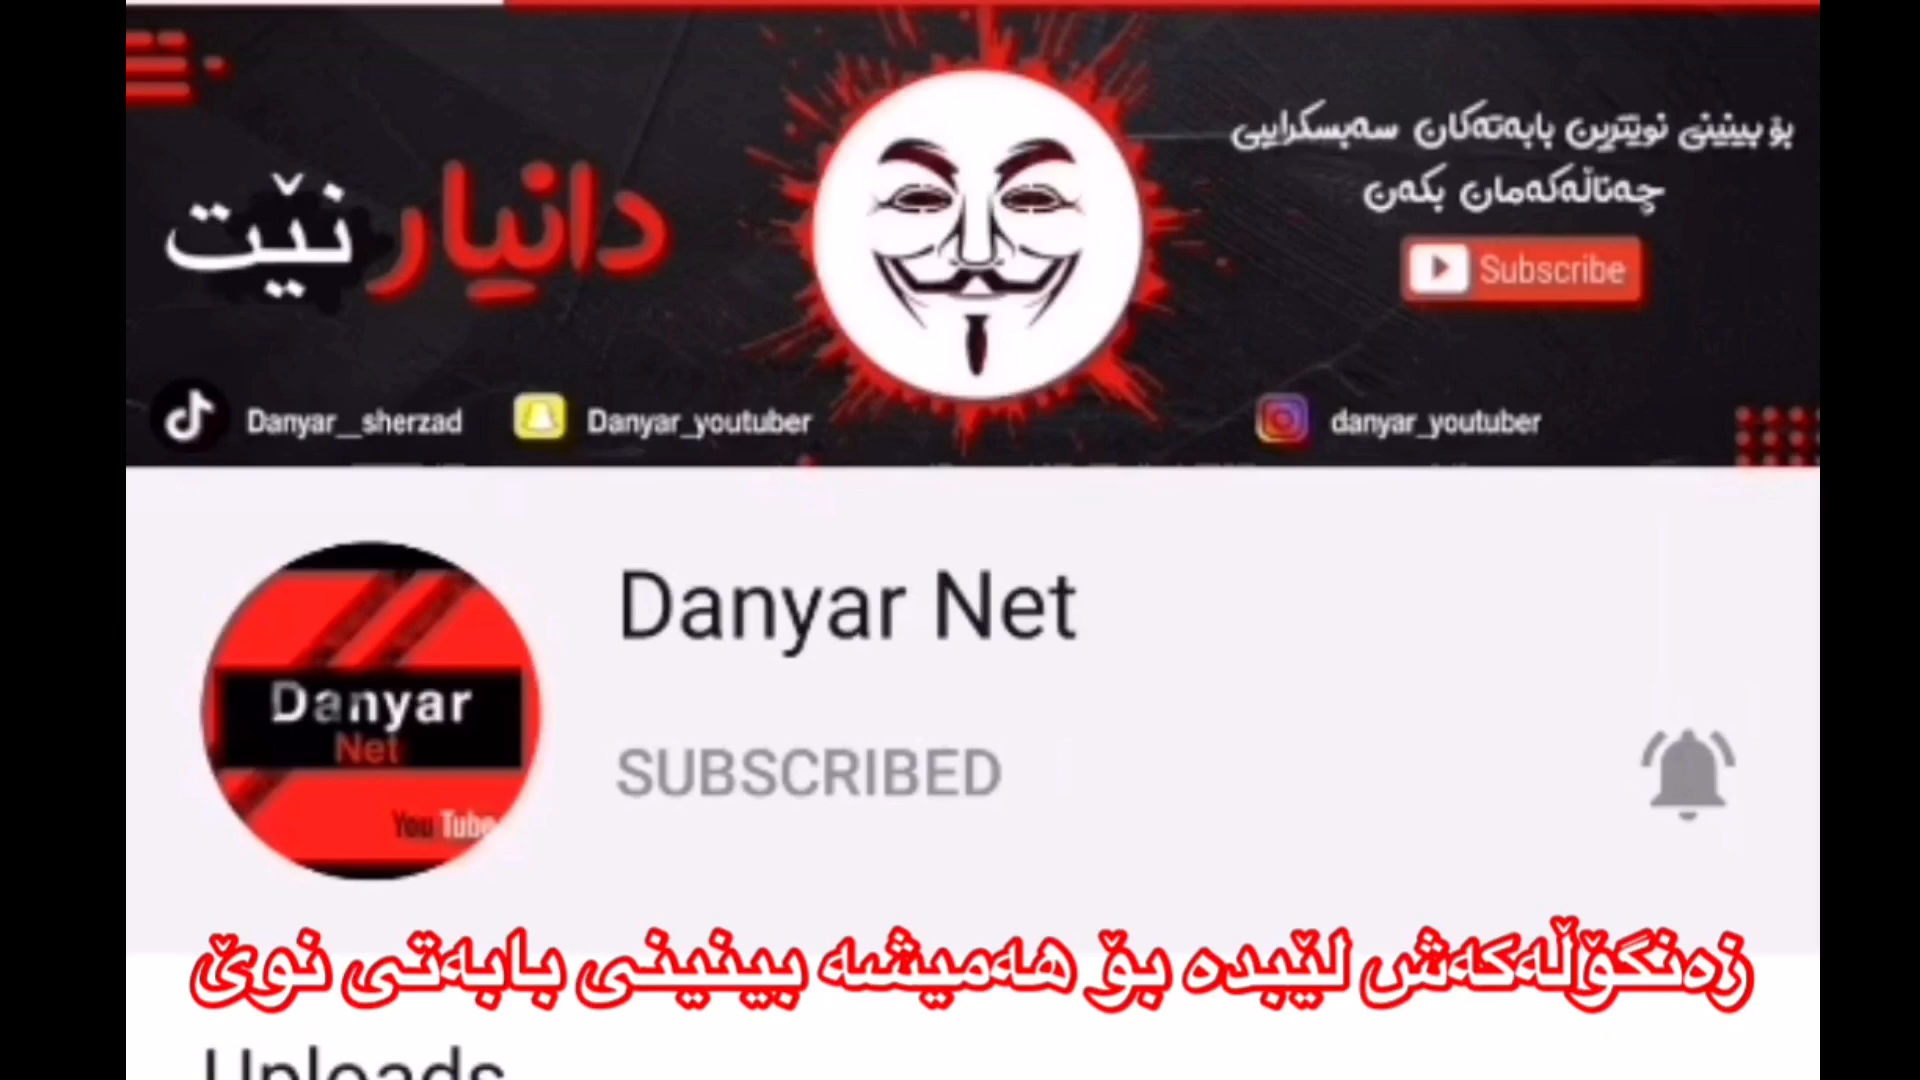 بۆ بینینی نوێترین بابەتەکان سەبسکرایبی
چەناڵەکەمان بکەن
دانیار نێت
Subscribe
Danyar__sherzad
Danyar_youtuber
danyar_youtuber
Danyar Net
Danyar
Net
YouTube
SUBSCRIBED
زەنگۆڵەکەش لێبدە بۆ هەمیشە بینینی بابەتی نوێ
Uploads